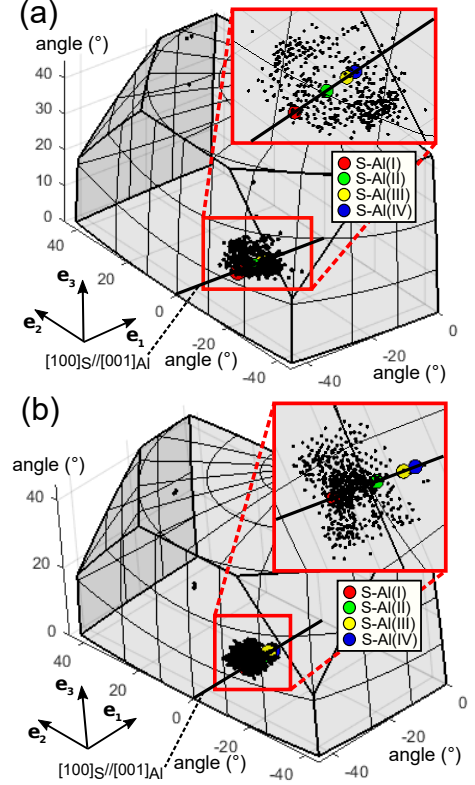 (a)
angle (°)
40
30
20
10
0
40
20
0
-20
-40
-40
-20
0
S-Al(I)
S-Al(II)
S-Al(III)
S-Al(IV)
e3
e2
e1
[100]S//[001]Al
angle (°)
angle (°)
(b)
angle (°)
40
20
0
40
20
0
-20
-40
-40
-20
0
S-Al(I)
S-Al(II)
S-Al(III)
S-Al(IV)
e3
e2
e1
[100]S//[001]Al
angle (°)
angle (°)